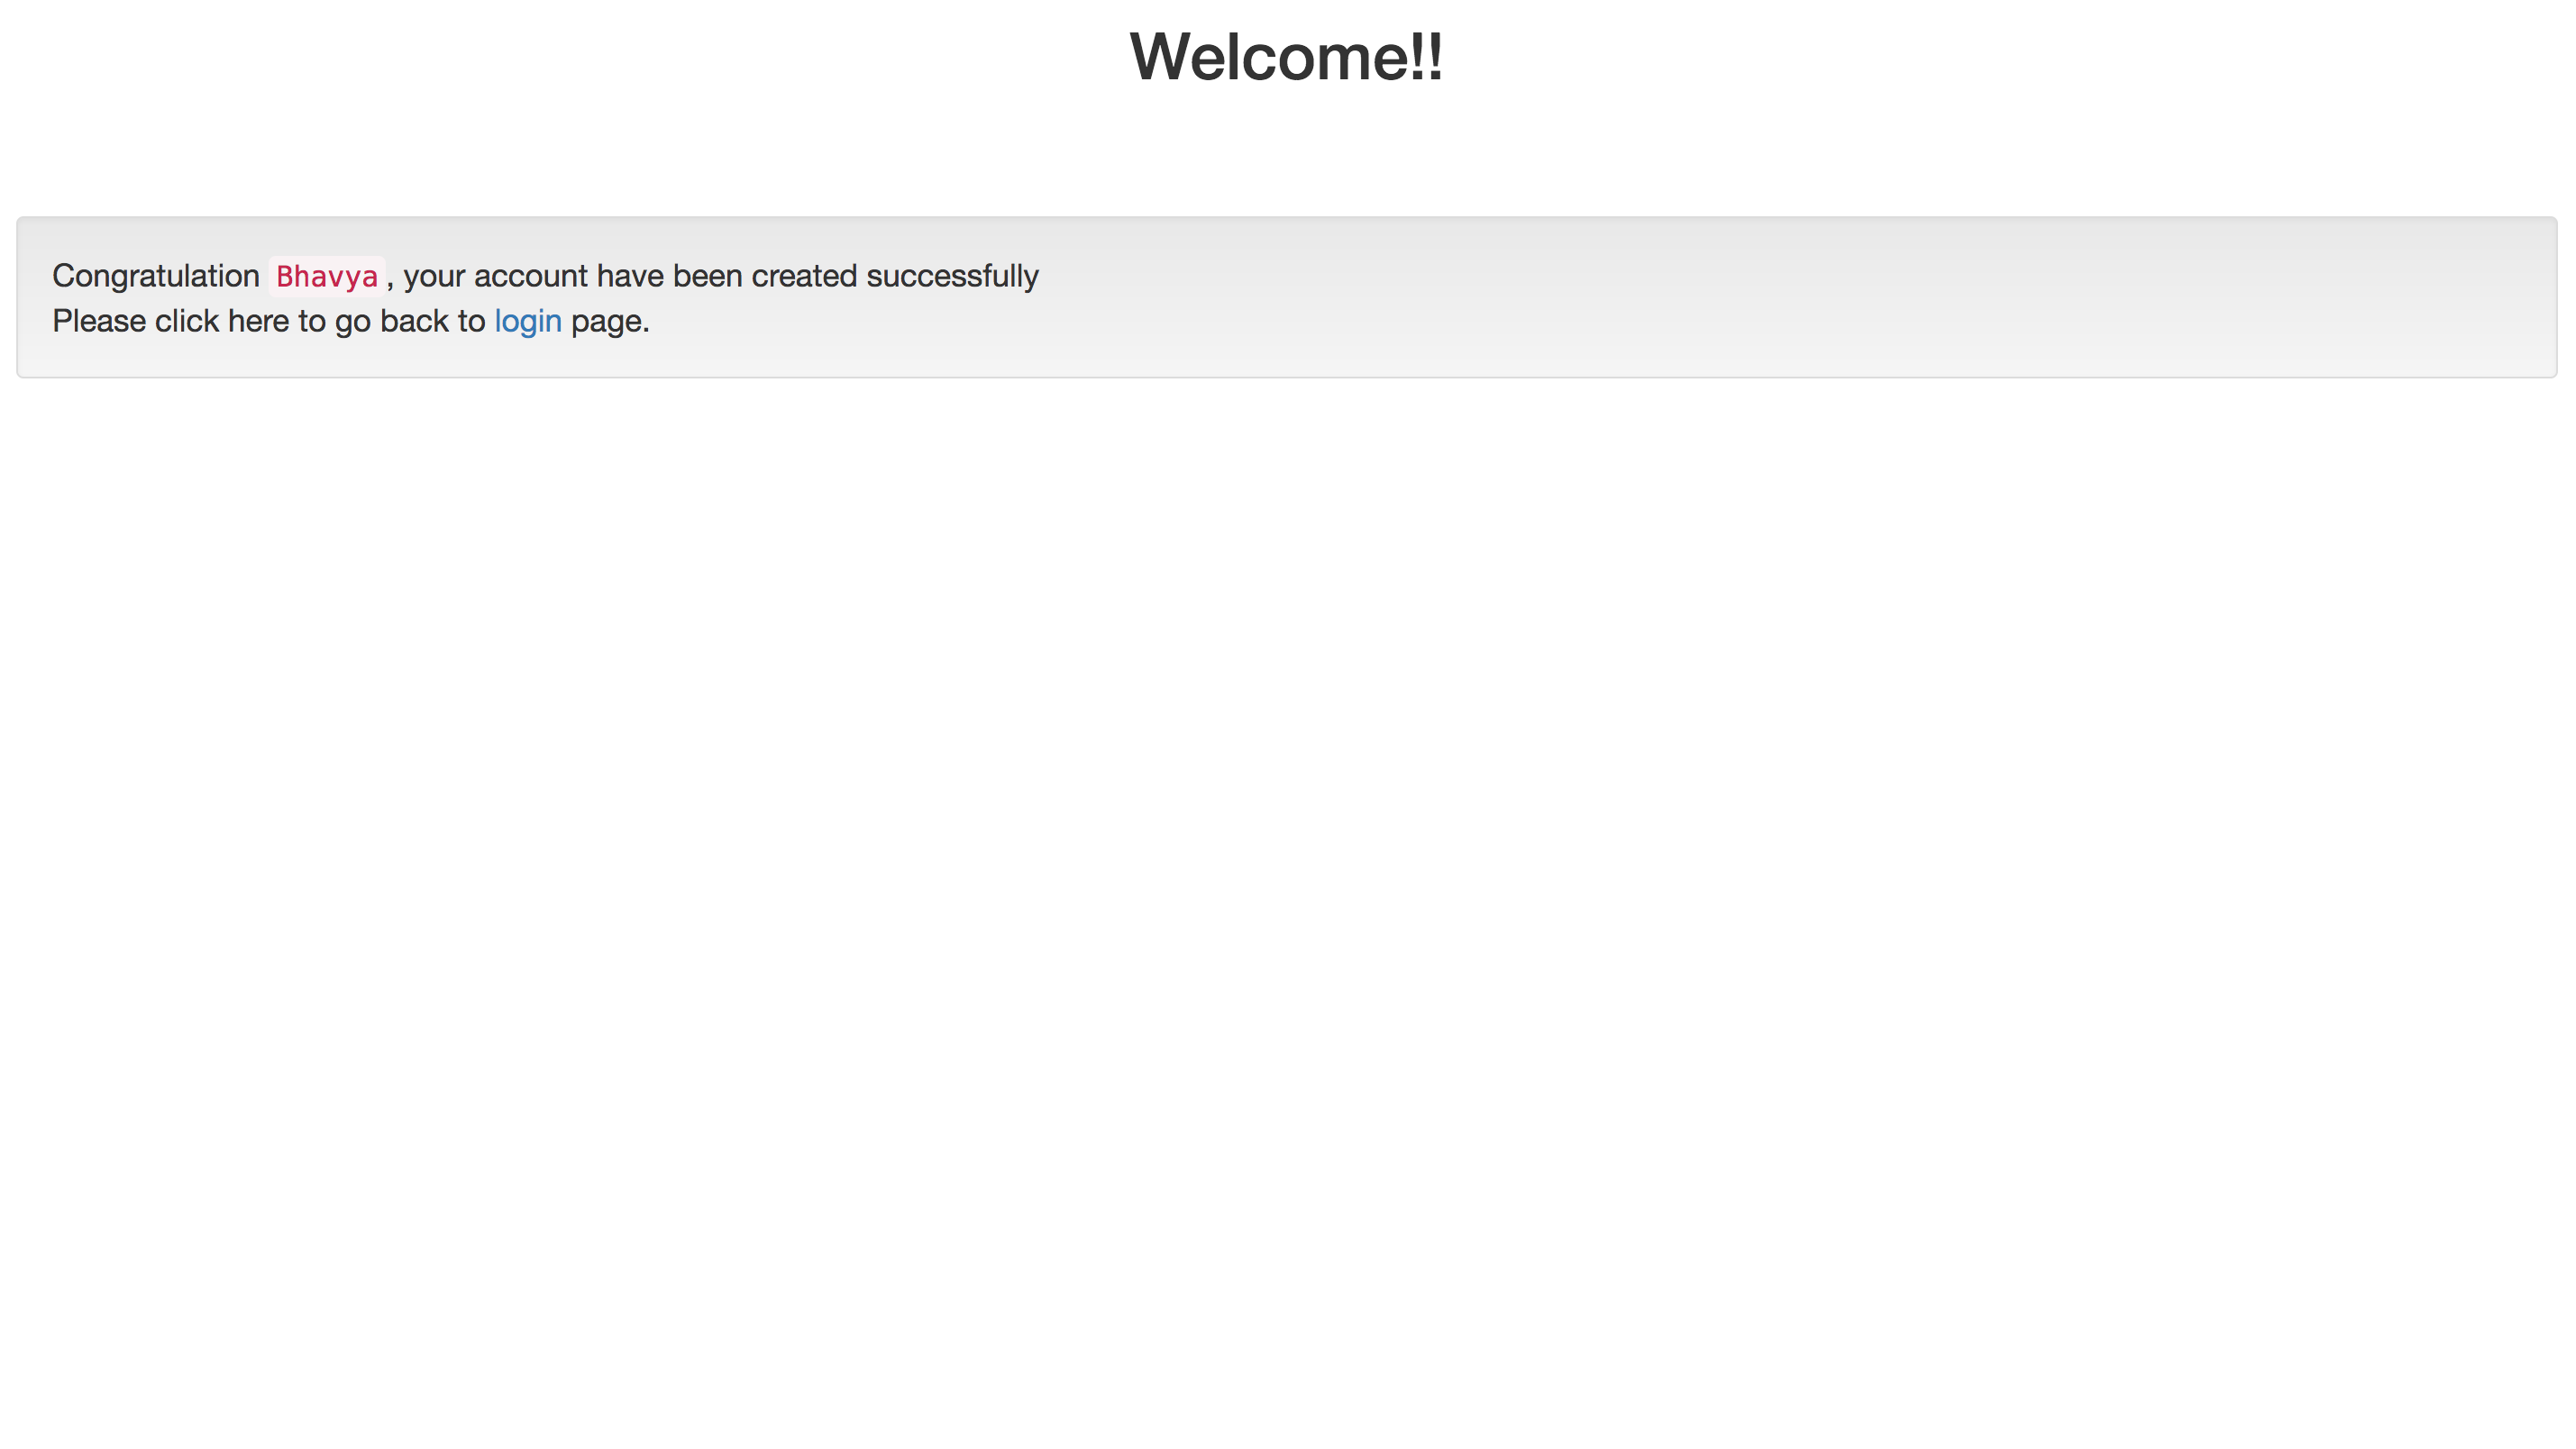 Welcome!!
Congratulation Bhavya, your account have been created successfully
Please click here to go back to login page.